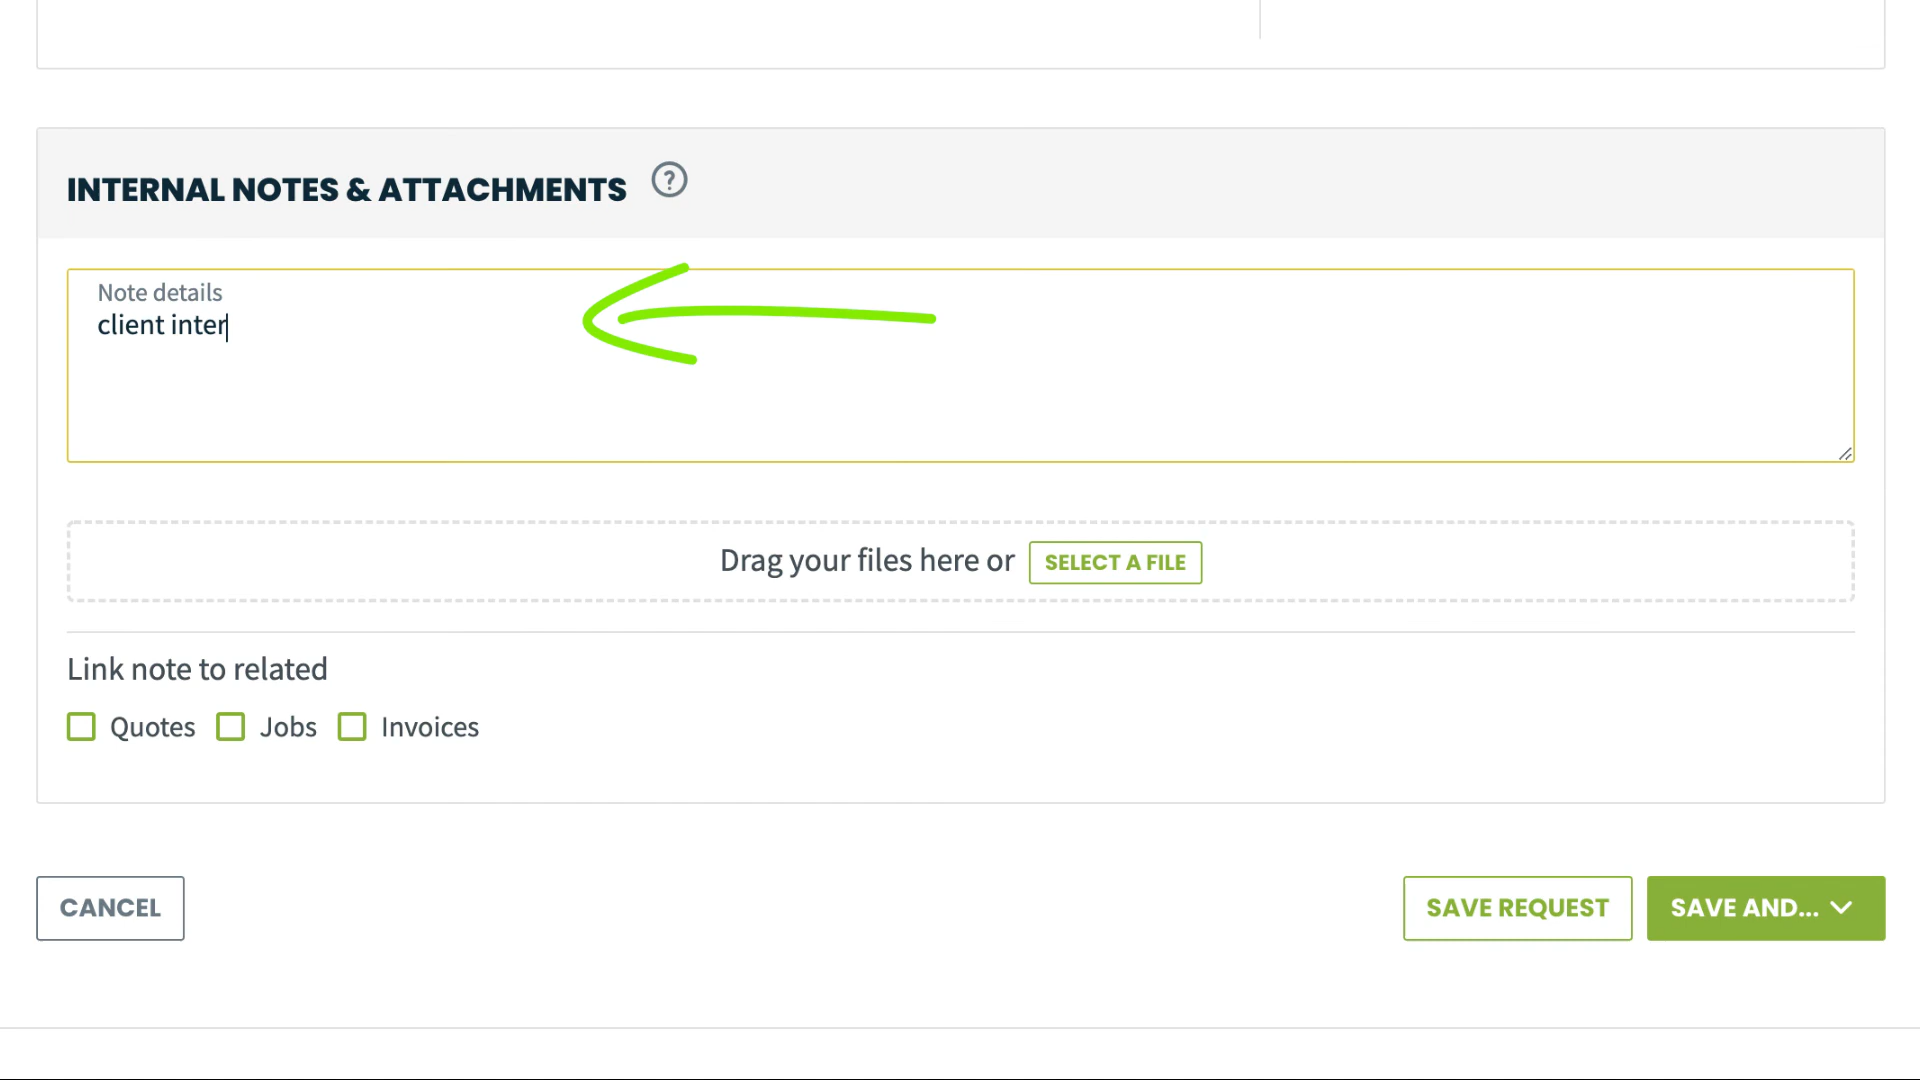 INTERNAL NOTES & ATTACHMENTS ?
Note details
client inter
Drag your files here or SELECT A FILE
Link note to related
Quotes Jobs Invoices
CANCEL SAVE REQUEST SAVE AND...